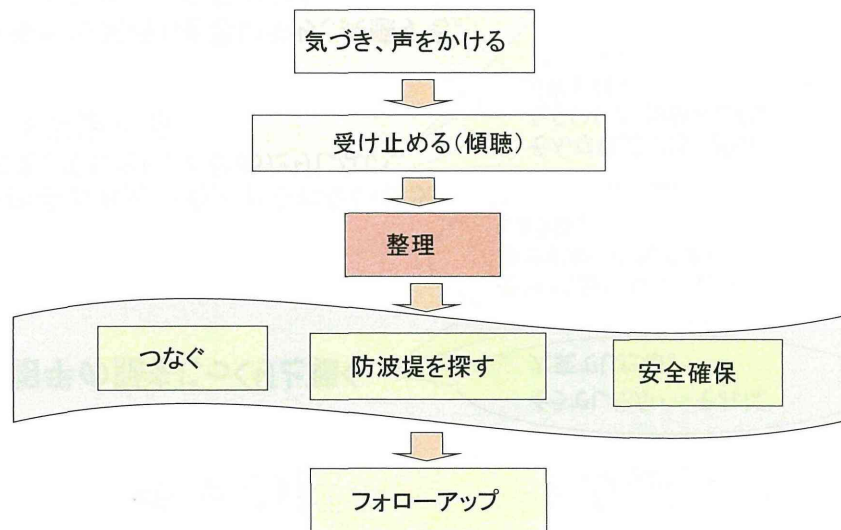 気づき、声をかける
受け止める(傾聴)
整理
つなぐ
防波堤を探す
安全確保
フォローアップ